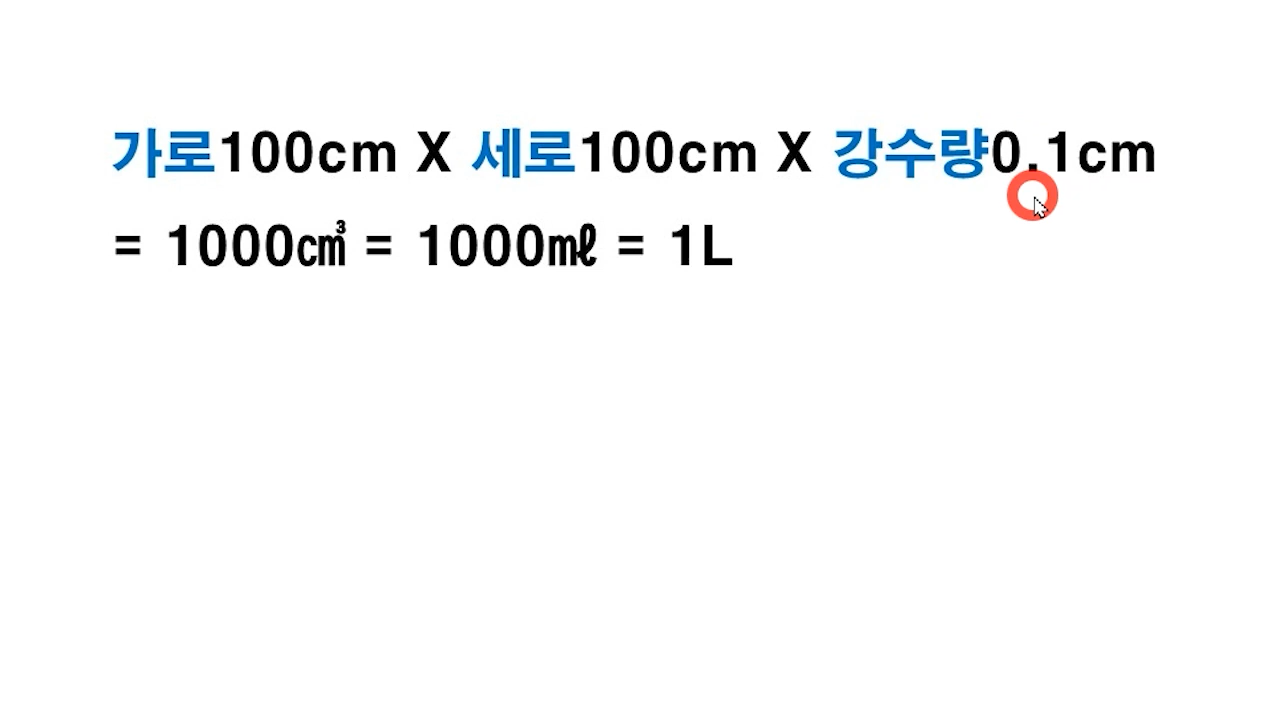 가로100cm X 세로100cm X 강수량0.1cm
= 1000㎤ = 1000㎖ = 1L